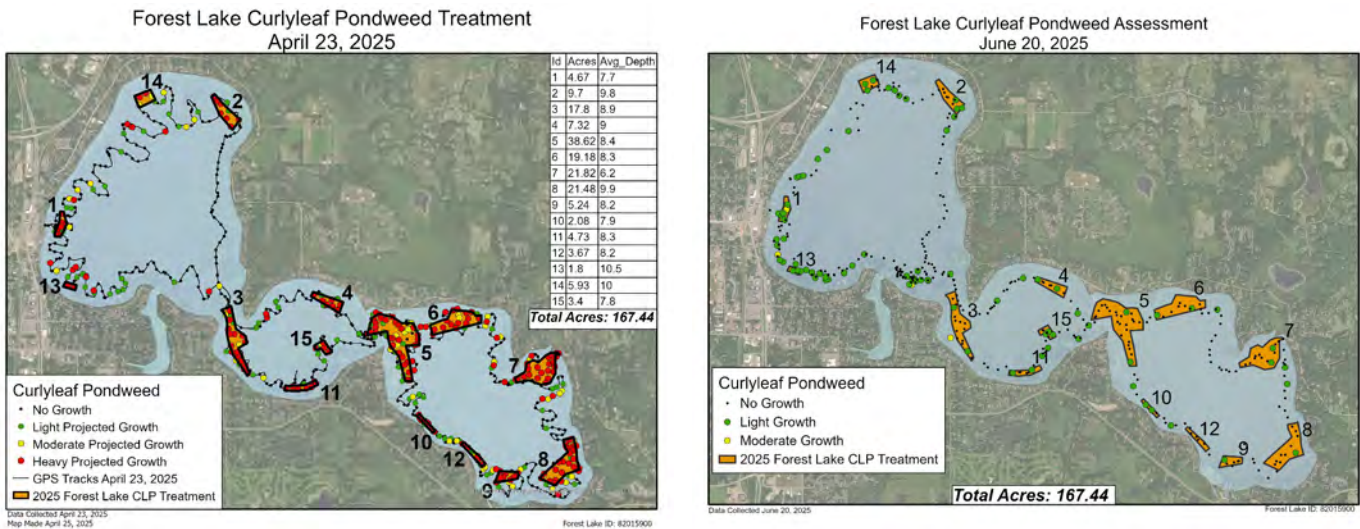 Forest Lake Curlyleaf Pondweed Treatment
April 23, 2025
Id Acres Avg_Depth
1 4.67 7.7
2 9.7 9.8
3 17.8 8.9
4 7.32 9
5 38.62 8.4
6 19.18 8.3
7 21.82 6.2
8 21.48 9.9
9 5.24 8.2
10 2.08 7.9
11 4.73 8.3
12 3.67 8.2
13 1.8 10.5
14 5.93 10
15 3.4 7.8
Total Acres: 167.44
14
2
1
13
3
4
6
15
5
7
11
10
12
8
9
Curlyleaf Pondweed
No Growth
Light Projected Growth
Moderate Projected Growth
Heavy Projected Growth
GPS Tracks April 23, 2025
2025 Forest Lake CLP Treatment
Data Collected April 23, 2025
Map Made April 25, 2025
Forest Lake ID: 82015900
Forest Lake Curlyleaf Pondweed Assessment
June 20, 2025
14
2
1
13
4
3
5
6
15
7
1
10
12
8
9
Curlyleaf Pondweed
No Growth
Light Growth
Moderate Growth
2025 Forest Lake CLP Treatment
Total Acres: 167.44
Data Collected June 20, 2025
Forest Lake ID: 82015900